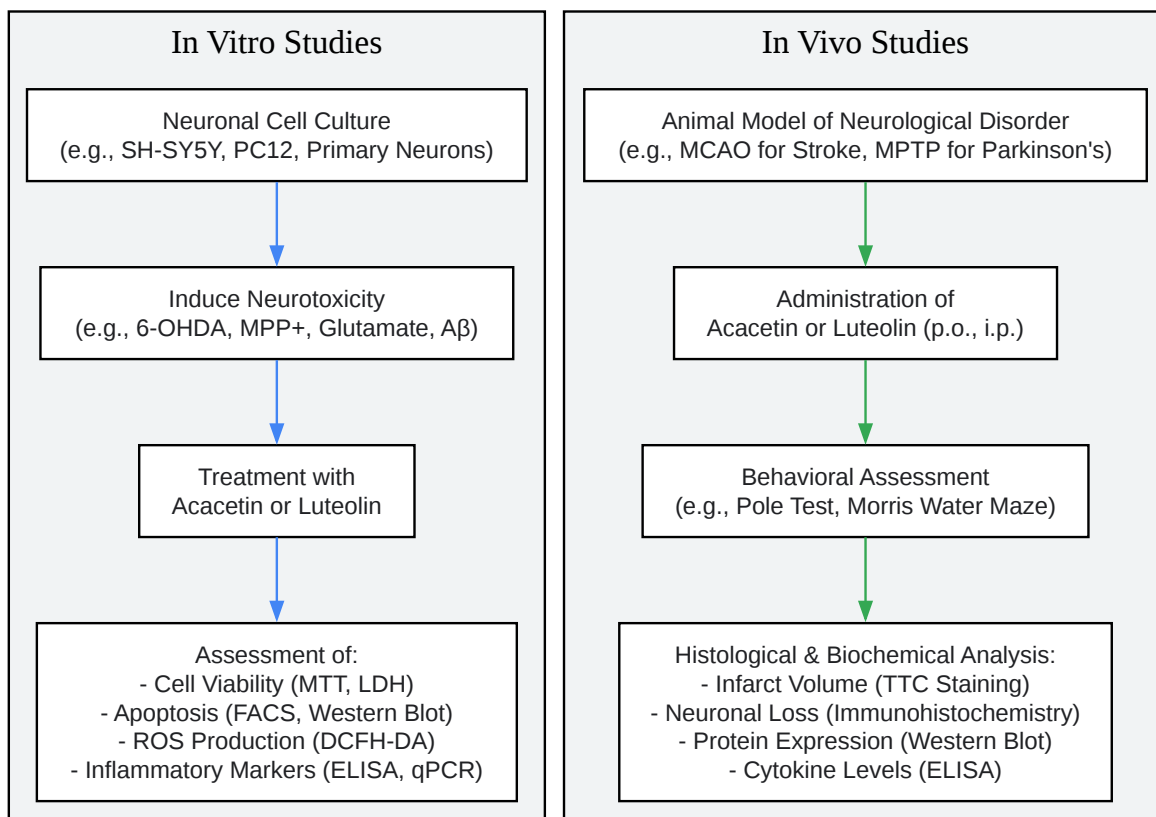 In Vitro Studies
Neuronal Cell Culture
(e.g., SH-SY5Y, PC12, Primary Neurons)
Induce Neurotoxicity
(e.g., 6-OHDA, MPP+, Glutamate, Aβ)
Treatment with
Acacetin or Luteolin
Assessment of:
- Cell Viability (MTT, LDH)
- Apoptosis (FACS, Western Blot)
- ROS Production (DCFH-DA)
- Inflammatory Markers (ELISA, qPCR)
In Vivo Studies
Animal Model of Neurological Disorder
(e.g., MCAO for Stroke, MPTP for Parkinson's)
Administration of
Acacetin or Luteolin (p.o., i.p.)
Behavioral Assessment
(e.g., Pole Test, Morris Water Maze)
Histological & Biochemical Analysis:
- Infarct Volume (TTC Staining)
- Neuronal Loss (Immunohistochemistry)
- Protein Expression (Western Blot)
- Cytokine Levels (ELISA)